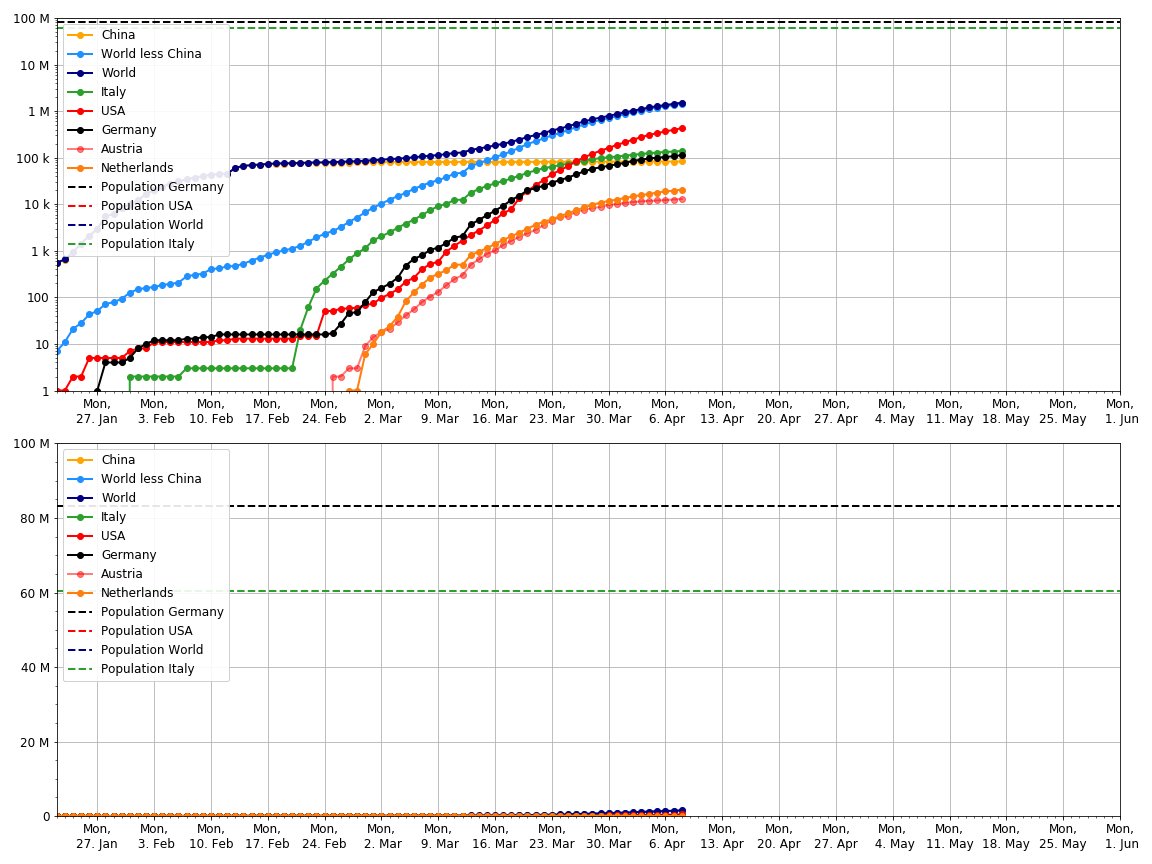 100 M
10 M
1 M
100 k
10 k
1 k
100
10
1
China
World less China
World
Italy
USA
Germany
Austria
Netherlands
Population Germany
Population USA
Population World
Population Italy
Mon, Mon, Mon, Mon, Mon, Mon, Mon, Mon, Mon, Mon, Mon, Mon, Mon, Mon, Mon, Mon, Mon, Mon, Mon,
27. Jan 3. Feb 10. Feb 17. Feb 24. Feb 2. Mar 9. Mar 16. Mar 23. Mar 30. Mar 6. Apr 13. Apr 20. Apr 27. Apr 4. May 11. May 18. May 25. May 1. Jun
100 M
80 M
60 M
40 M
20 M
0
China
World less China
World
Italy
USA
Germany
Austria
Netherlands
Population Germany
Population USA
Population World
Population Italy
Mon, Mon, Mon, Mon, Mon, Mon, Mon, Mon, Mon, Mon, Mon, Mon, Mon, Mon, Mon, Mon, Mon, Mon, Mon,
27. Jan 3. Feb 10. Feb 17. Feb 24. Feb 2. Mar 9. Mar 16. Mar 23. Mar 30. Mar 6. Apr 13. Apr 20. Apr 27. Apr 4. May 11. May 18. May 25. May 1. Jun